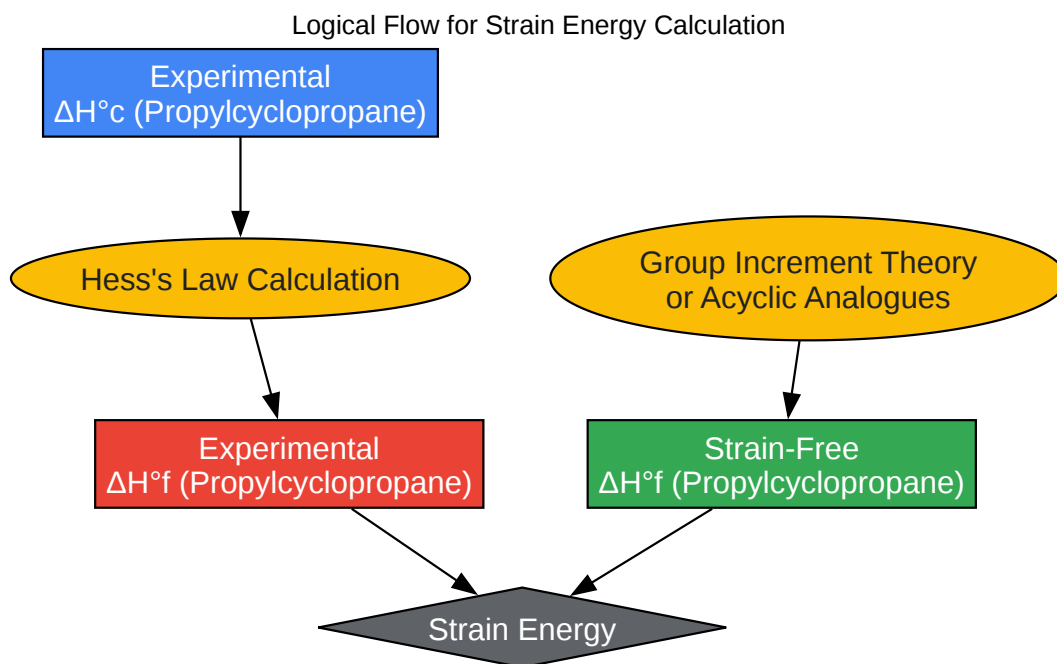 Logical Flow for Strain Energy Calculation
Experimental
ΔH°c (Propylcyclopropane)
Hess's Law Calculation
Group Increment Theory
or Acyclic Analogues
Experimental
ΔH°f (Propylcyclopropane)
Strain-Free
ΔH°f (Propylcyclopropane)
Strain Energy